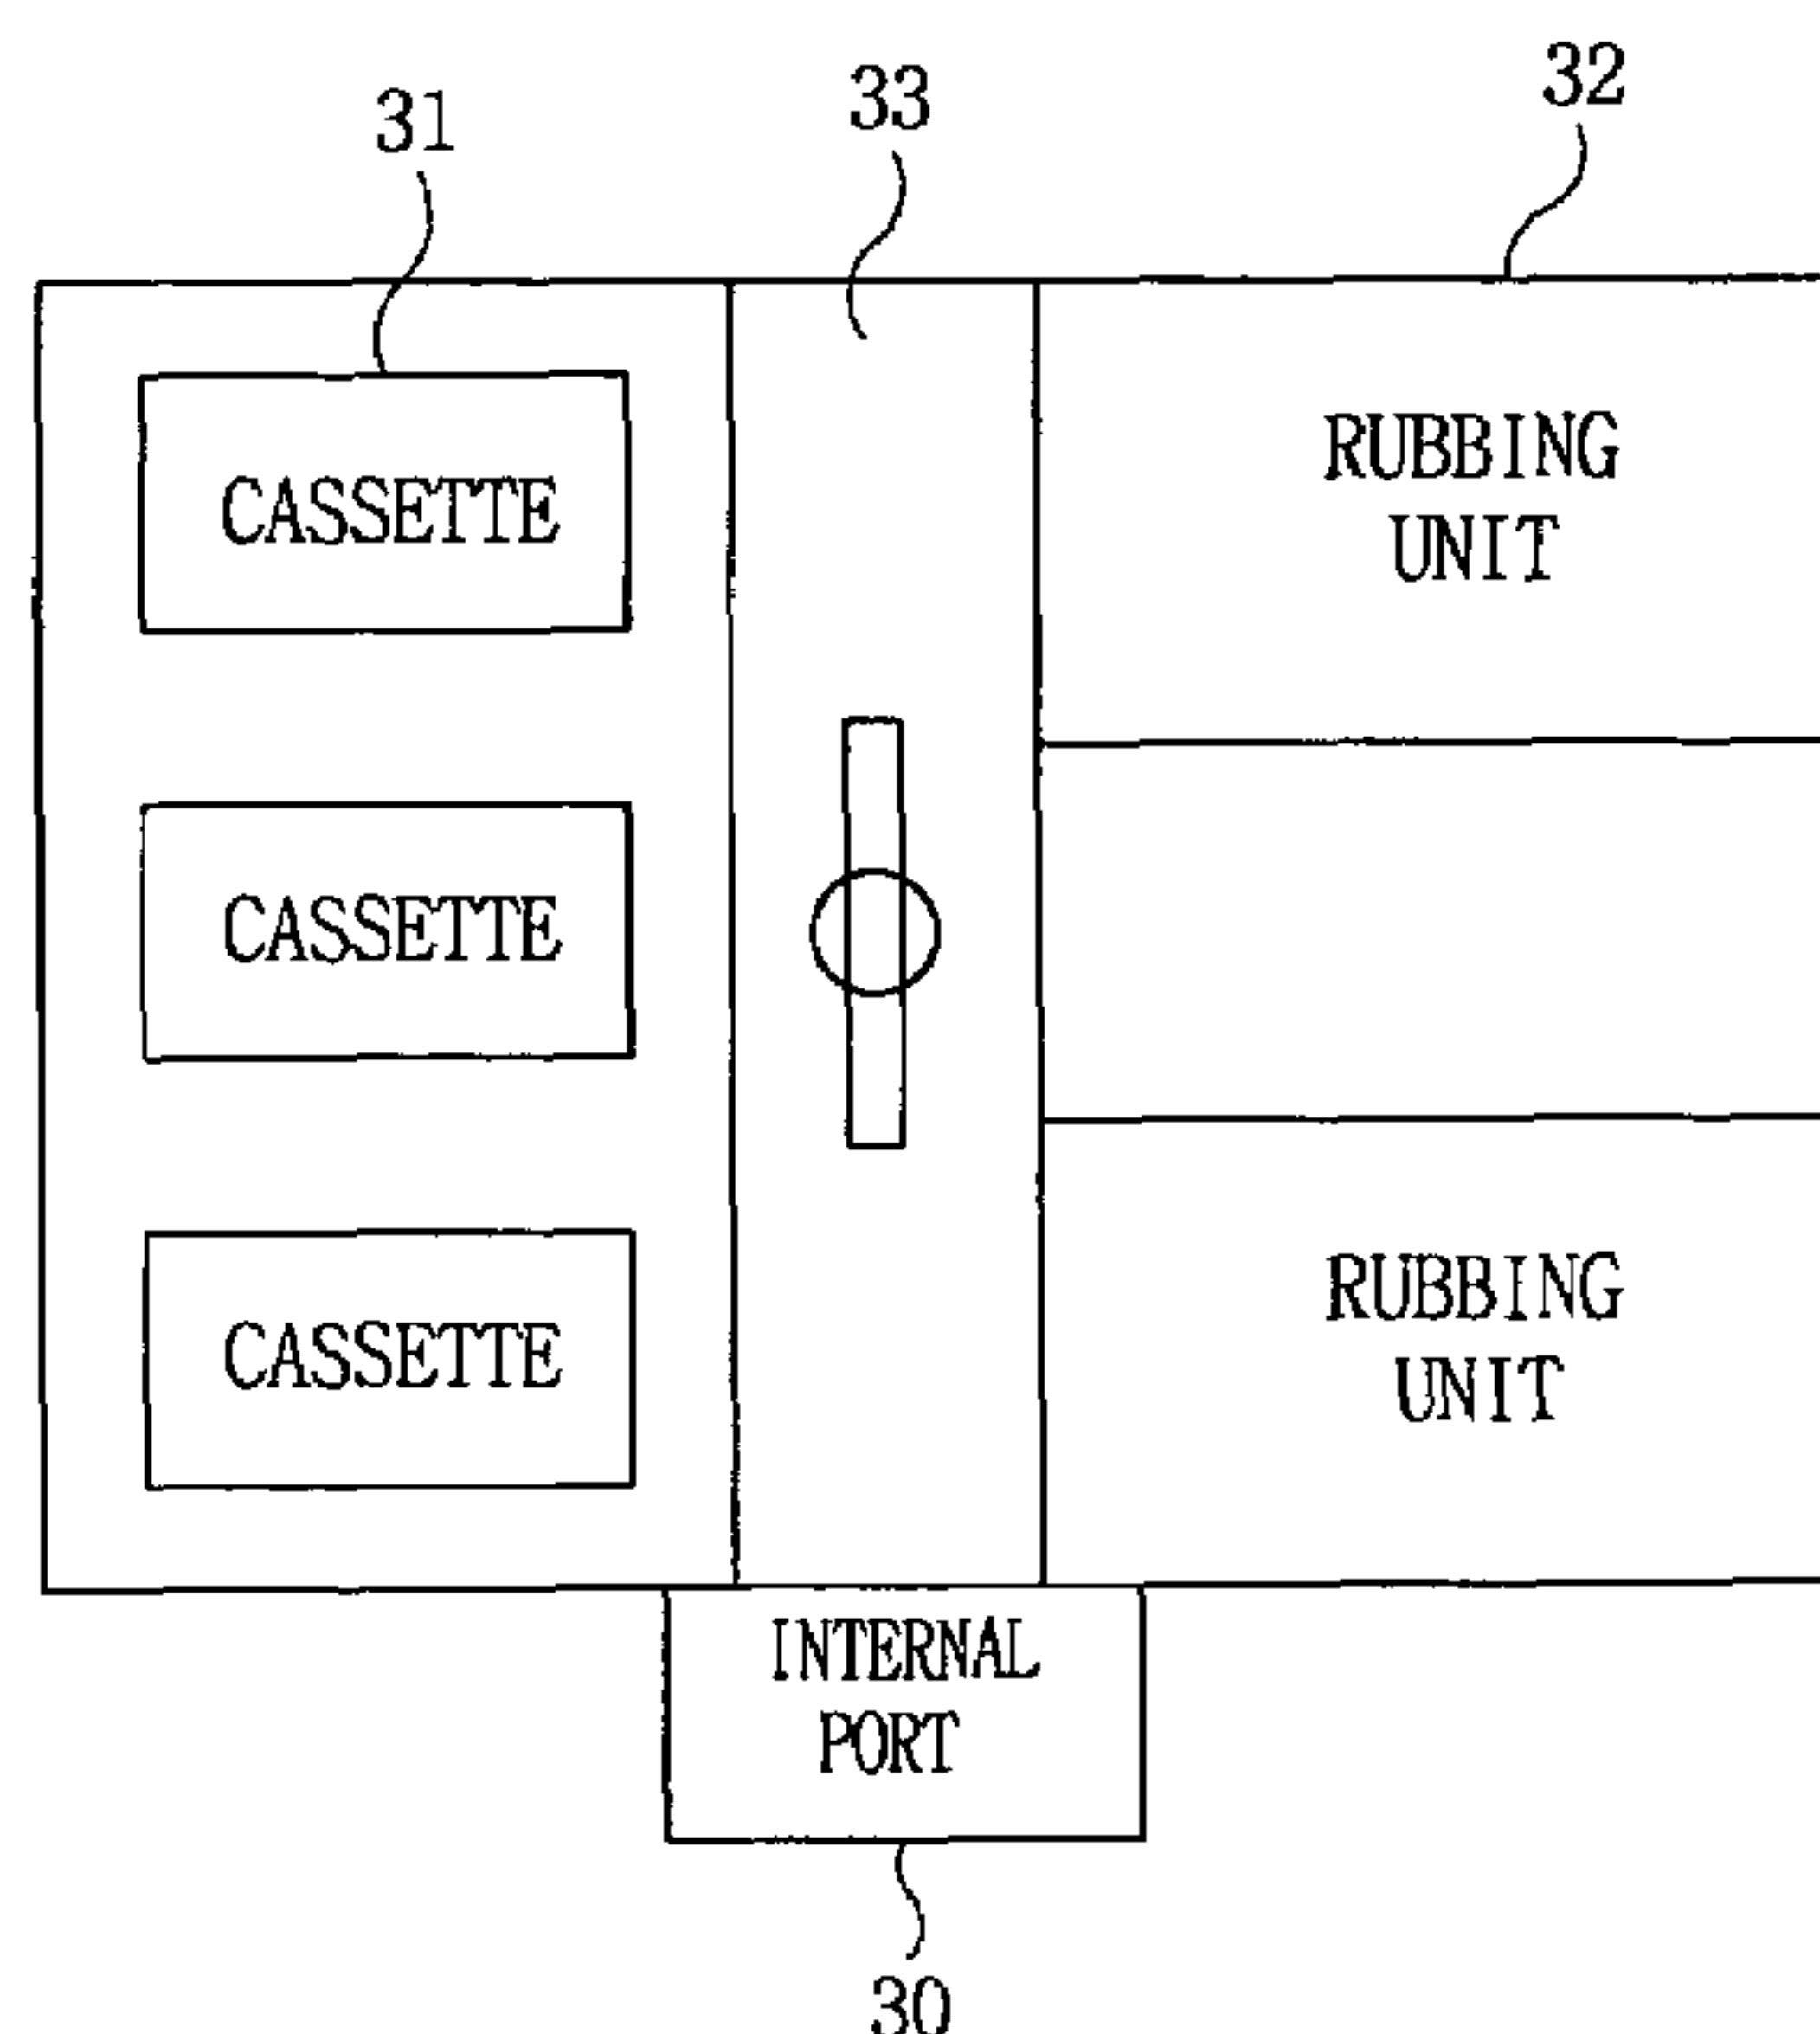 31
33
32
CASSETTE
RUBBING
UNIT
CASSETTE
CASSETTE
RUBBING
UNIT
INTERNAL
PORT
30